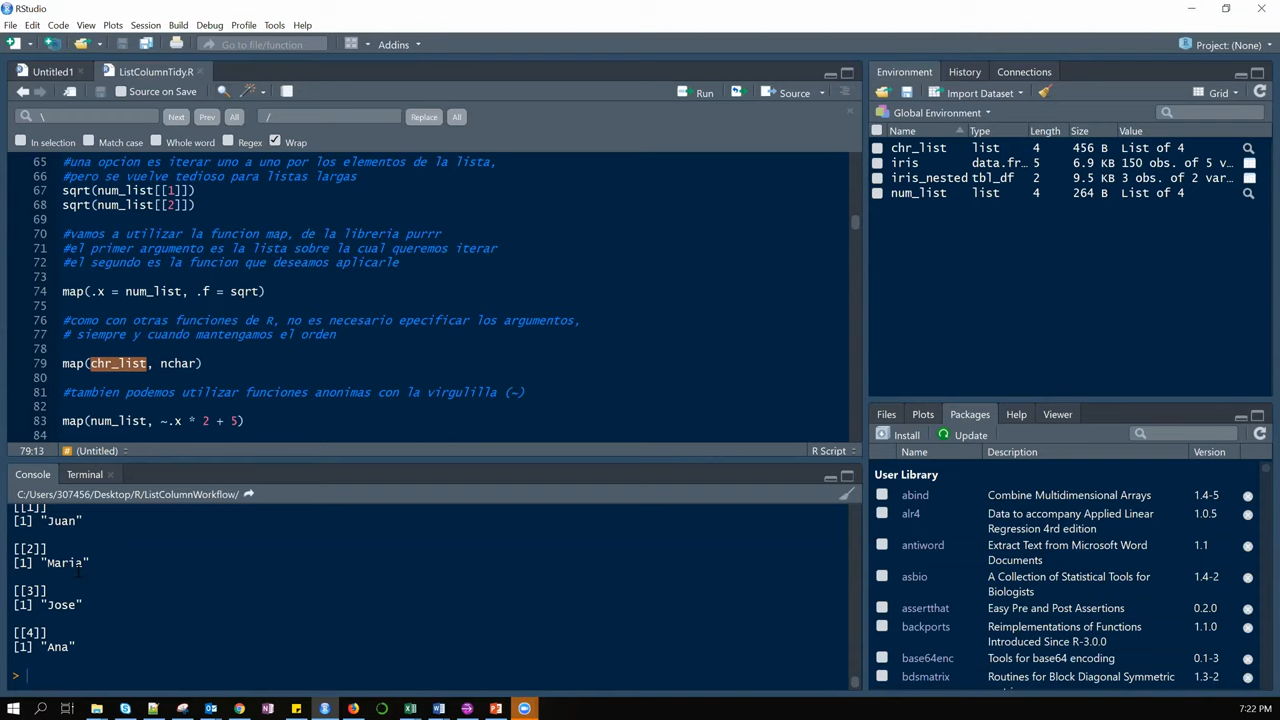 RStudio
File Edit Code View Plots Session Build Debug Profile Tools Help
Go to file/function Addins Project: (None)
Untitled1 ListColumnTidy.R
Source on Save Run Source
\ Next Prev All / Replace All
In selection Match case Whole word Regex Wrap
65 #una opcion es iterar uno a uno por los elementos de la lista,
66 #pero se vuelve tedioso para listas largas
67 sqrt(num_list[[1]])
68 sqrt(num_list[[2]])
69
70 #vamos a utilizar la funcion map, de la libreria purrr
71 #el primer argumento es la lista sobre la cual queremos iterar
72 #el segundo es la funcion que deseamos aplicarle
73
74 map(.x = num_list, .f = sqrt)
75
76 #como con otras funciones de R, no es necesario epecificar los argumentos,
77 # siempre y cuando mantengamos el orden
78
79 map(chr_list, nchar)
80
81 #tambien podemos utilizar funciones anonimas con la virgulilla (~)
82
83 map(num_list, ~.x * 2 + 5)
84
79:13 # (Untitled) R Script
Console Terminal
C:/Users/307456/Desktop/R/ListColumnWorkflow/
[[1]]
[1] "Juan"
[[2]]
[1] "Maria"
[[3]]
[1] "Jose"
[[4]]
[1] "Ana"
>
Environment History Connections
Import Dataset Grid
Global Environment
Name Type Length Size Value
chr_list list 4 456 B List of 4
iris data.fr… 5 6.9 KB 150 obs. of 5 v…
iris_nested tbl_df 2 9.5 KB 3 obs. of 2 var…
num_list list 4 264 B List of 4
Files Plots Packages Help Viewer
Install Update
Name Description Version
User Library
abind Combine Multidimensional Arrays 1.4-5
alr4 Data to accompany Applied Linear Regression 4rd edition 1.0.5
antiword Extract Text from Microsoft Word Documents 1.1
asbio A Collection of Statistical Tools for Biologists 1.4-2
assertthat Easy Pre and Post Assertions 0.2.0
backports Reimplementations of Functions Introduced Since R-3.0.0 1.1.0
base64enc Tools for base64 encoding 0.1-3
bdsmatrix Routines for Block Diagonal Symmetric 1.3-2
7:22 PM